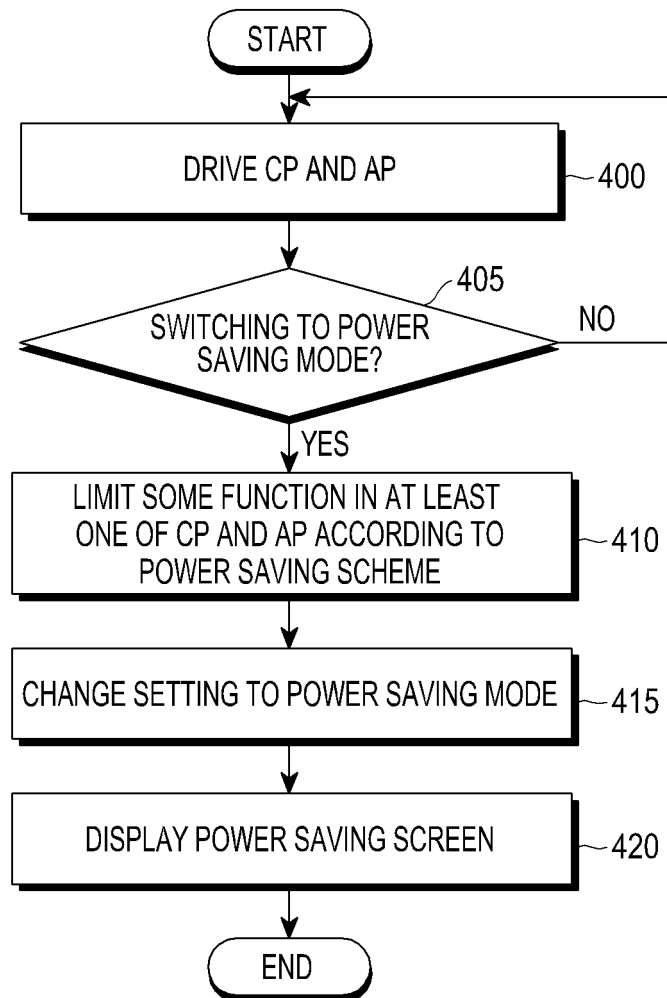 START
DRIVE CP AND AP
400
405
SWITCHING TO POWER
SAVING MODE?
NO
YES
LIMIT SOME FUNCTION IN AT LEAST
ONE OF CP AND AP ACCORDING TO
POWER SAVING SCHEME
410
CHANGE SETTING TO POWER SAVING MODE
415
DISPLAY POWER SAVING SCREEN
420
END